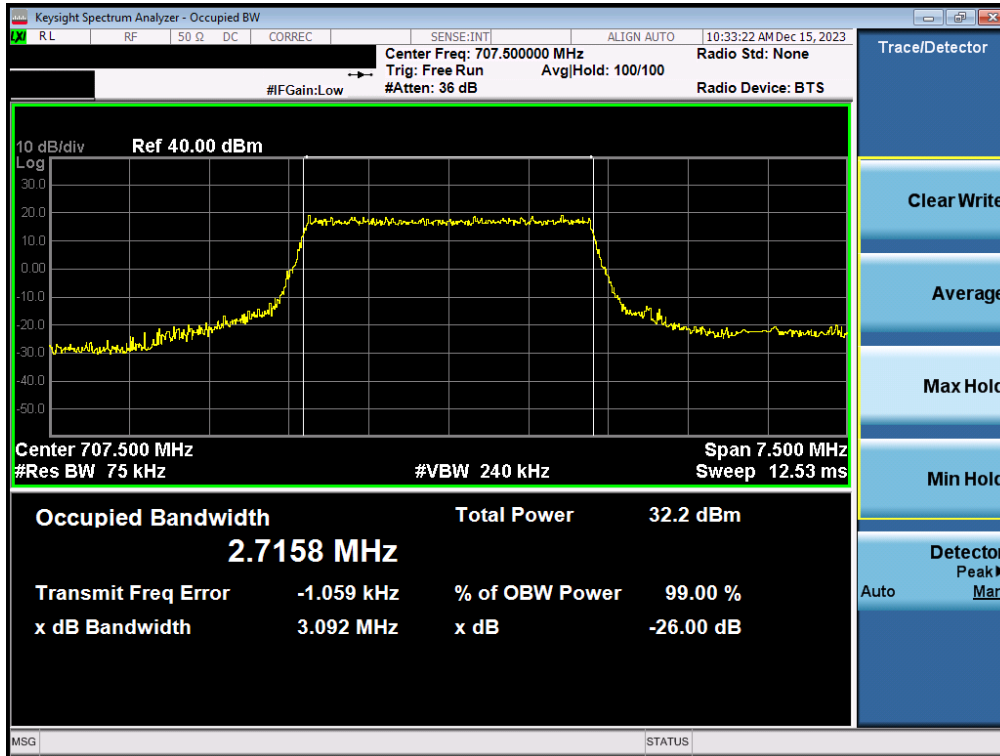 Keysight Spectrum Analyzer - Occupied BW
LXI RL RF 50 Ω DC CORREC SENSE:INT ALIGN AUTO 10:33:22 AM Dec 15, 2023
Center Freq: 707.500000 MHz Radio Std: None
Trig: Free Run Avg|Hold: 100/100
#IFGain:Low #Atten: 36 dB Radio Device: BTS
10 dB/div Ref 40.00 dBm
Log
30.0
20.0
10.0
0.00
-10.0
-20.0
-30.0
-40.0
-50.0
Center 707.500 MHz Span 7.500 MHz
#Res BW 75 kHz #VBW 240 kHz Sweep 12.53 ms
Occupied Bandwidth Total Power 32.2 dBm
2.7158 MHz
Transmit Freq Error -1.059 kHz % of OBW Power 99.00 %
x dB Bandwidth 3.092 MHz x dB -26.00 dB
MSG STATUS
Trace/Detector
Clear Write
Average
Max Hold
Min Hold
Detector
Peak
Auto Man